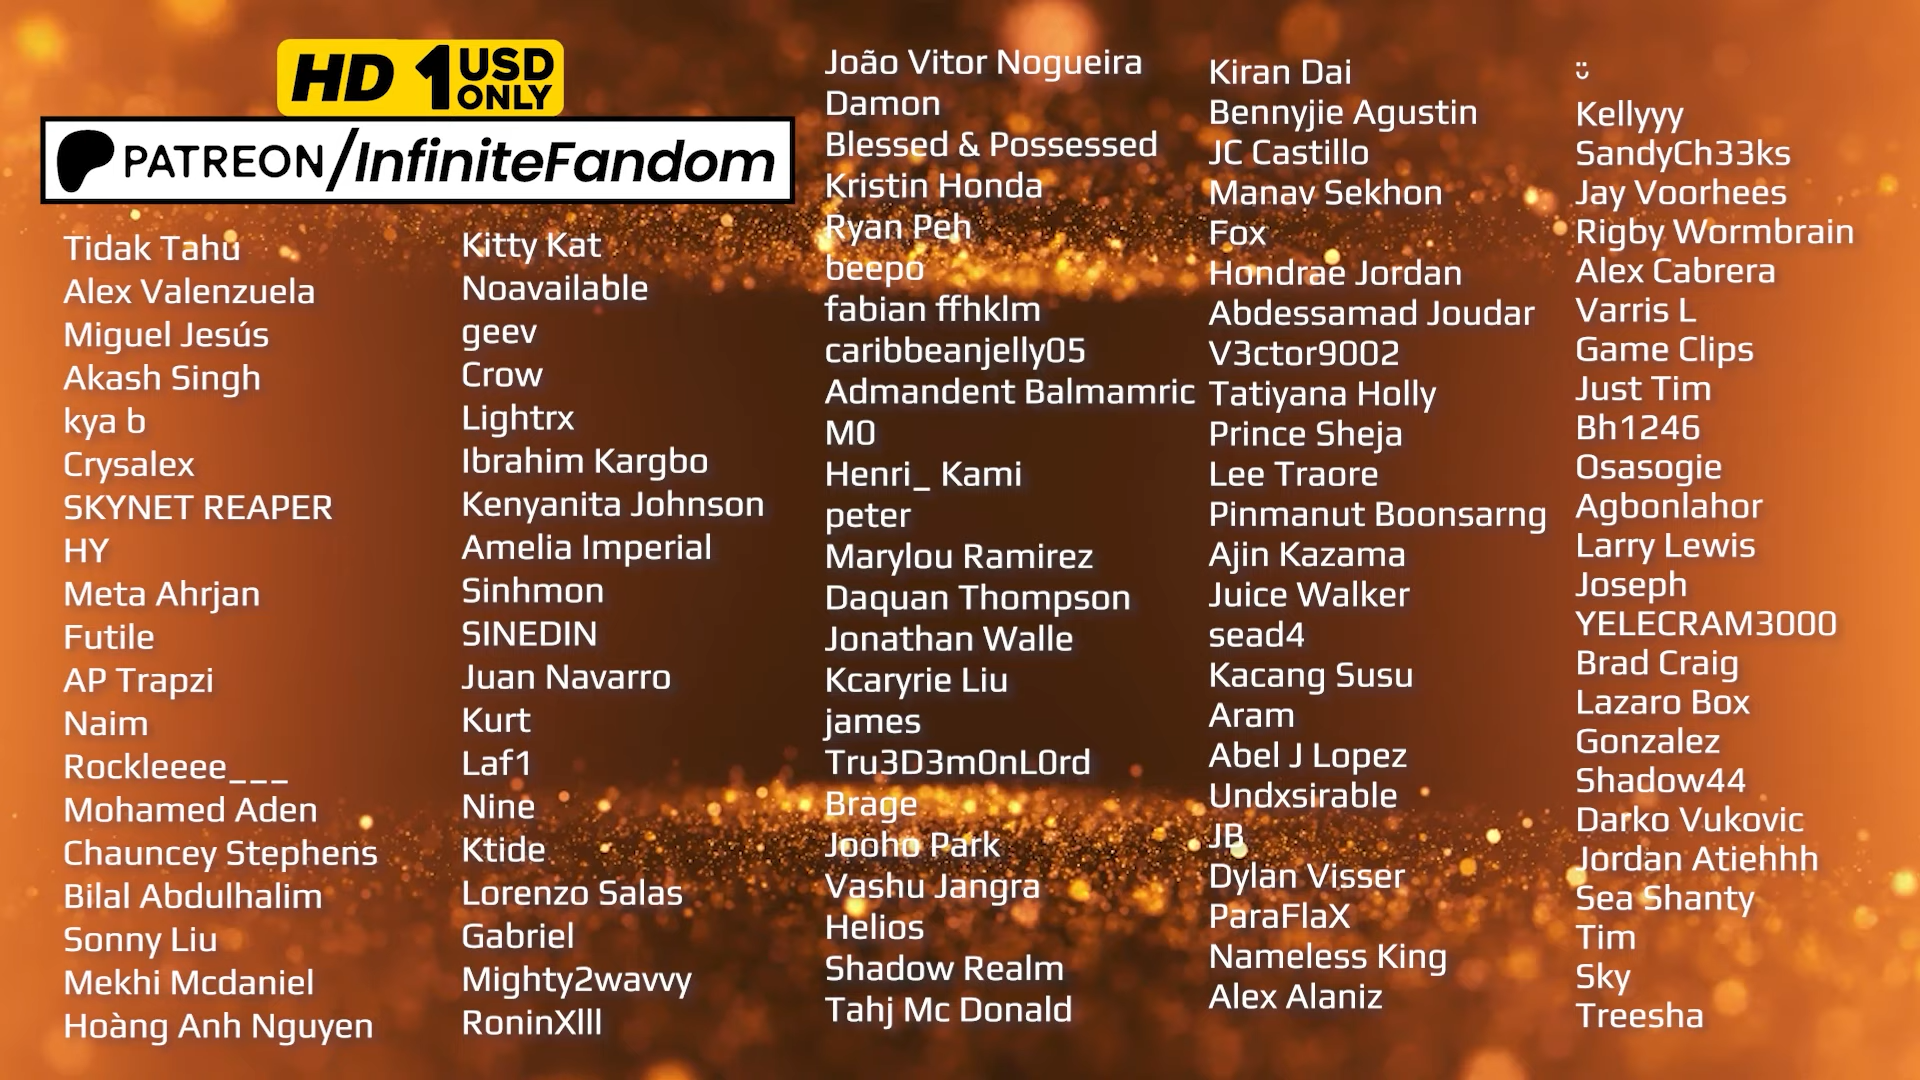 HD 1 USD ONLY
PATREON/InfiniteFandom
Tidak Tahu
Alex Valenzuela
Miguel Jesús
Akash Singh
kya b
Crysalex
SKYNET REAPER
HY
Meta Ahrjan
Futile
AP Trapzi
Naim
Rockleeee___
Mohamed Aden
Chauncey Stephens
Bilal Abdulhalim
Sonny Liu
Mekhi Mcdaniel
Hoàng Anh Nguyen
Kitty Kat
Noavailable
geev
Crow
Lightrx
Ibrahim Kargbo
Kenyanita Johnson
Amelia Imperial
Sinhmon
SINEDIN
Juan Navarro
Kurt
Laf1
Nine
Ktide
Lorenzo Salas
Gabriel
Mighty2wavvy
RoninXlll
João Vitor Nogueira
Damon
Blessed & Possessed
Kristin Honda
Ryan Peh
beepo
fabian ffhklm
caribbeanjelly05
Admandent Balmamric
M0
Henri_ Kami
peter
Marylou Ramirez
Daquan Thompson
Jonathan Walle
Kcaryrie Liu
james
Tru3D3m0nL0rd
Brage
Jooho Park
Vashu Jangra
Helios
Shadow Realm
Tahj Mc Donald
Kiran Dai
Bennyjie Agustin
JC Castillo
Manav Sekhon
Fox
Hondrae Jordan
Abdessamad Joudar
V3ctor9002
Tatiyana Holly
Prince Sheja
Lee Traore
Pinmanut Boonsarng
Ajin Kazama
Juice Walker
sead4
Kacang Susu
Aram
Abel J Lopez
Undxsirable
JB
Dylan Visser
ParaFlaX
Nameless King
Alex Alaniz
Kellyyy
SandyCh33ks
Jay Voorhees
Rigby Wormbrain
Alex Cabrera
Varris L
Game Clips
Just Tim
Bh1246
Osasogie
Agbonlahor
Larry Lewis
Joseph
YELECRAM3000
Brad Craig
Lazaro Box
Gonzalez
Shadow44
Darko Vukovic
Jordan Atiehhh
Sea Shanty
Tim
Sky
Treesha